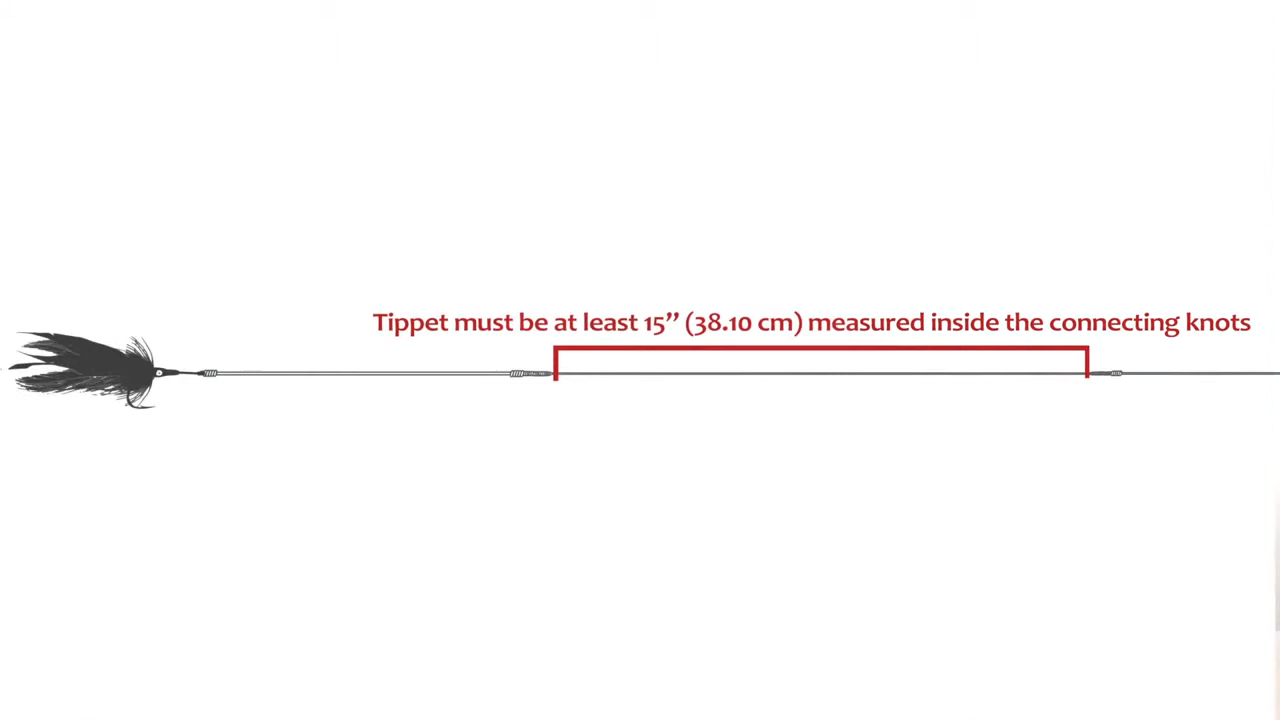 Tippet must be at least 15” (38.10 cm) measured inside the connecting knots